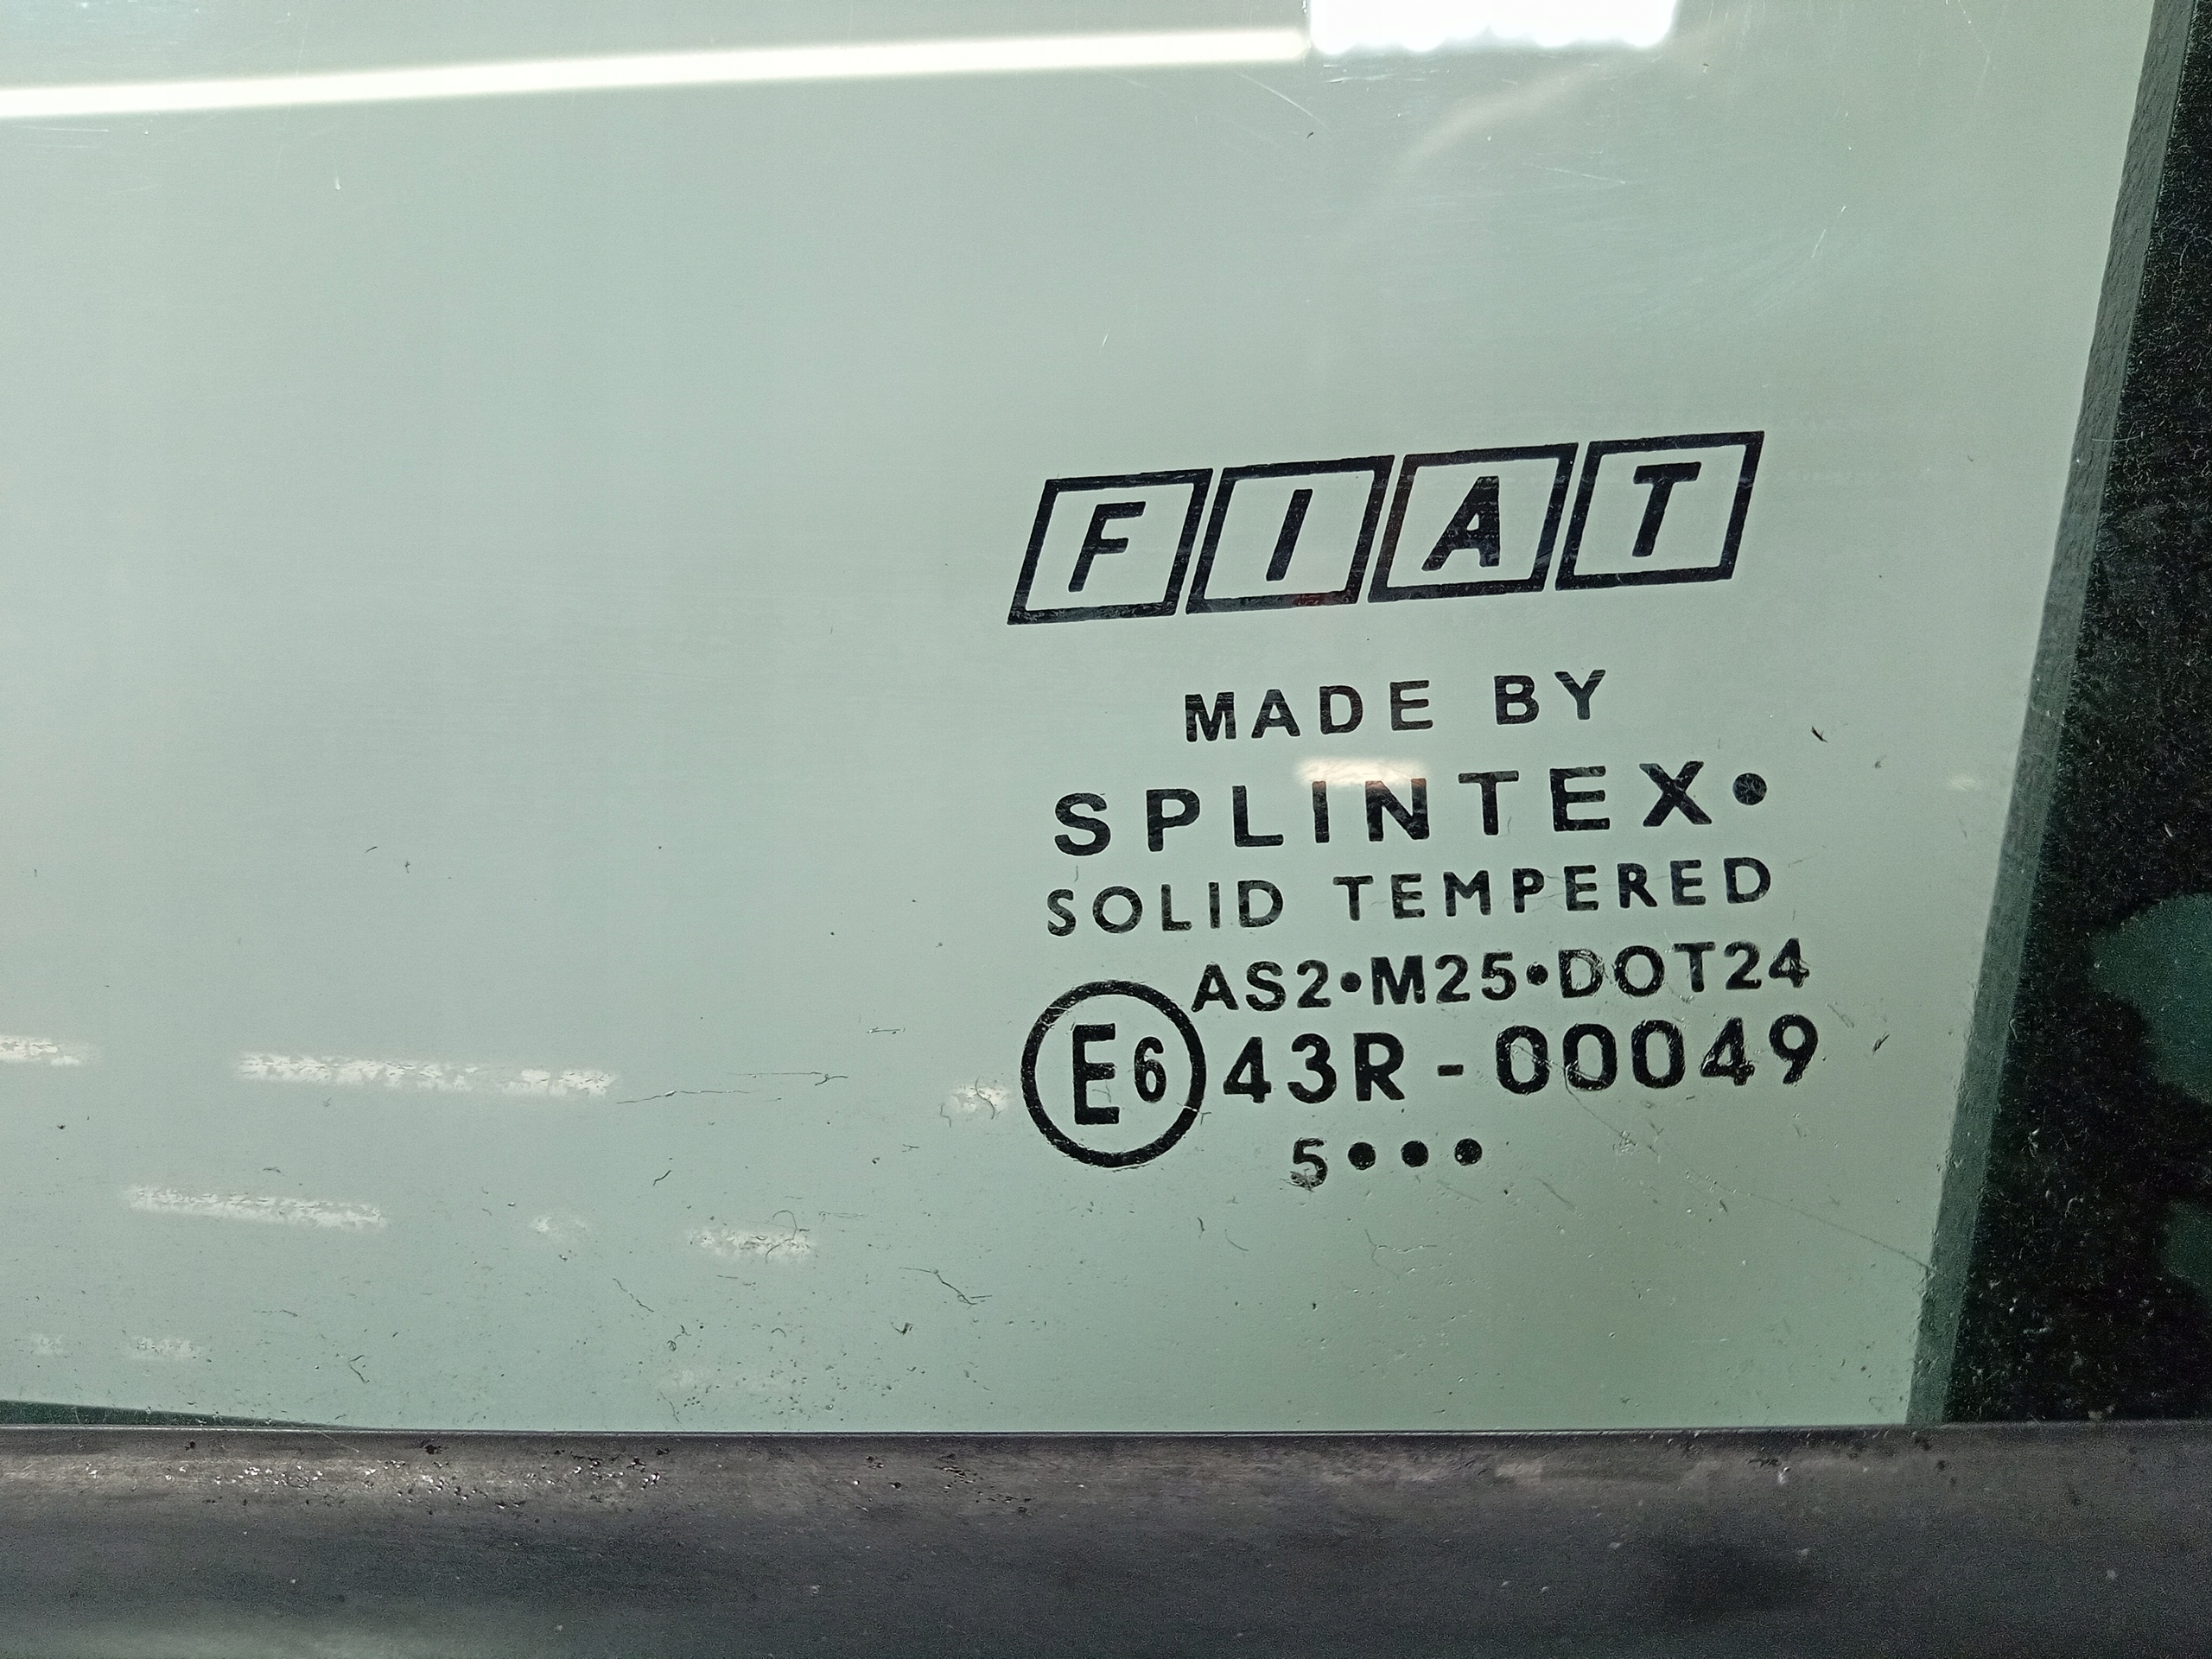 FIAT
MADE BY
SPLINTEX•
SOLID TEMPERED
AS2•M25•DOT24
E6 43R-00049
5•••